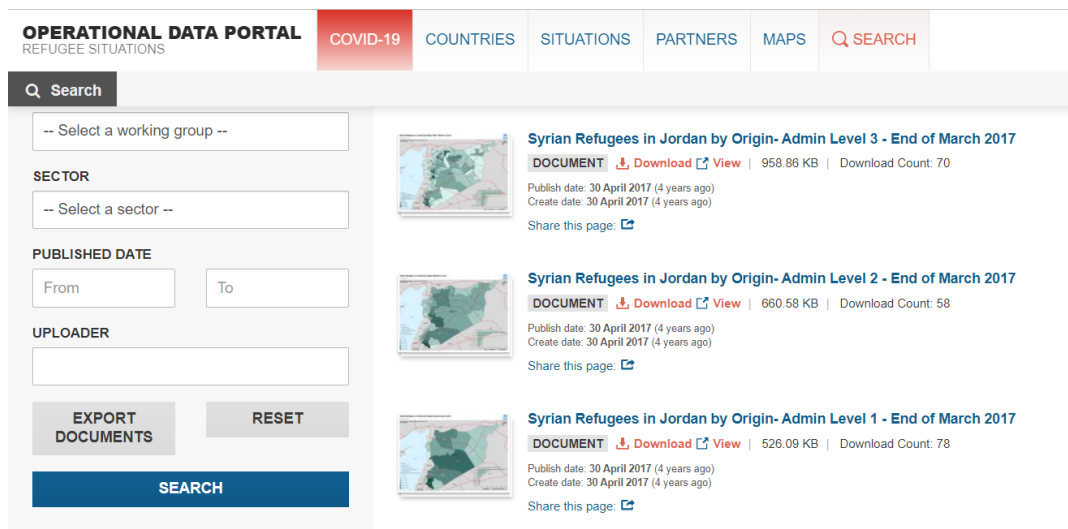 OPERATIONAL DATA PORTAL
REFUGEE SITUATIONS
COVID-19
COUNTRIES
SITUATIONS
PARTNERS
MAPS
SEARCH
Search
-- Select a working group --
SECTOR
-- Select a sector --
PUBLISHED DATE
From
To
UPLOADER
EXPORT
DOCUMENTS
RESET
SEARCH
Syrian Refugees in Jordan by Origin- Admin Level 3 - End of March 2017
DOCUMENT Download View | 958.86 KB | Download Count: 70
Publish date: 30 April 2017 (4 years ago)
Create date: 30 April 2017 (4 years ago)
Share this page:
Syrian Refugees in Jordan by Origin- Admin Level 2 - End of March 2017
DOCUMENT Download View | 660.58 KB | Download Count: 58
Publish date: 30 April 2017 (4 years ago)
Create date: 30 April 2017 (4 years ago)
Share this page:
Syrian Refugees in Jordan by Origin- Admin Level 1 - End of March 2017
DOCUMENT Download View | 526.09 KB | Download Count: 78
Publish date: 30 April 2017 (4 years ago)
Create date: 30 April 2017 (4 years ago)
Share this page: